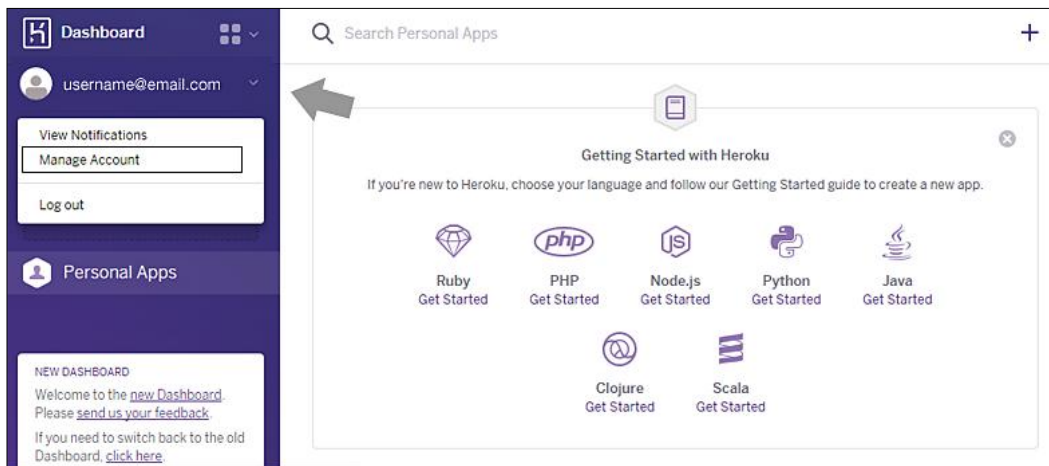 Dashboard
username@email.com
View Notifications
Manage Account
Log out
Personal Apps
NEW DASHBOARD
Welcome to the new Dashboard.
Please send us your feedback.
If you need to switch back to the old
Dashboard, click here.
Search Personal Apps
Getting Started with Heroku
If you're new to Heroku, choose your language and follow our Getting Started guide to create a new app.
php
JS
Ruby PHP Node.js Python Java
Get Started Get Started Get Started Get Started Get Started
Clojure Scala
Get Started Get Started